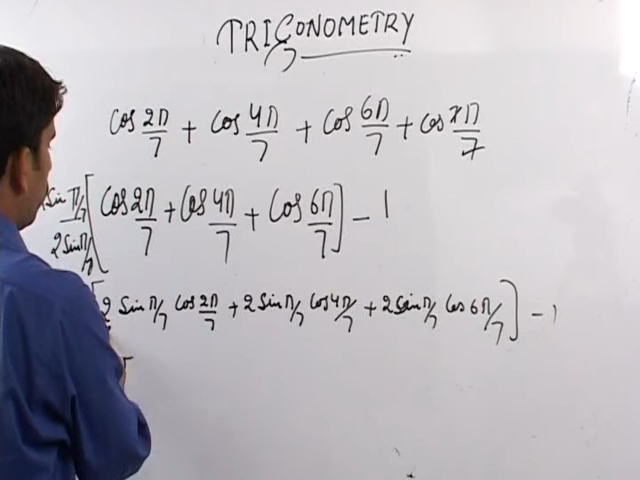 TRIGONOMETRY
cos 2π/7 + cos 4π/7 + cos 6π/7 + cos 7π/7
sin π/7 / 2 sin π/7 [cos 2π/7 + cos 4π/7 + cos 6π/7] - 1
[2 sin π/7 cos 2π/7 + 2 sin π/7 cos 4π/7 + 2 sin π/7 cos 6π/7] - 1